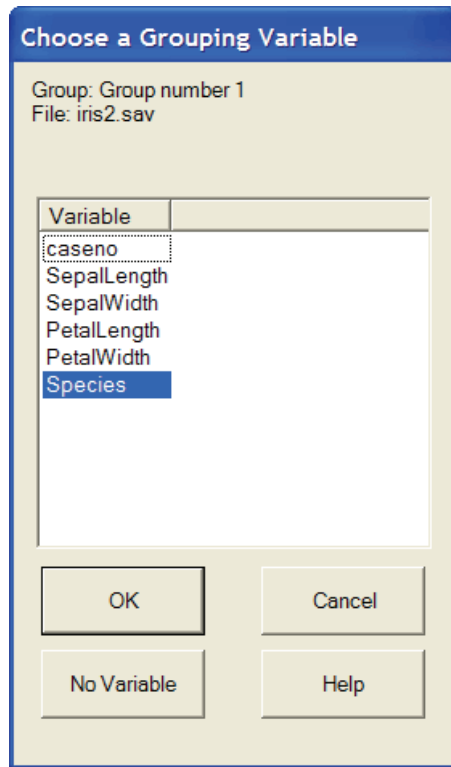 Choose a Grouping Variable
Group: Group number 1
File: iris2.sav
Variable
caseno
SepalLength
SepalWidth
PetalLength
PetalWidth
Species
OK
Cancel
No Variable
Help